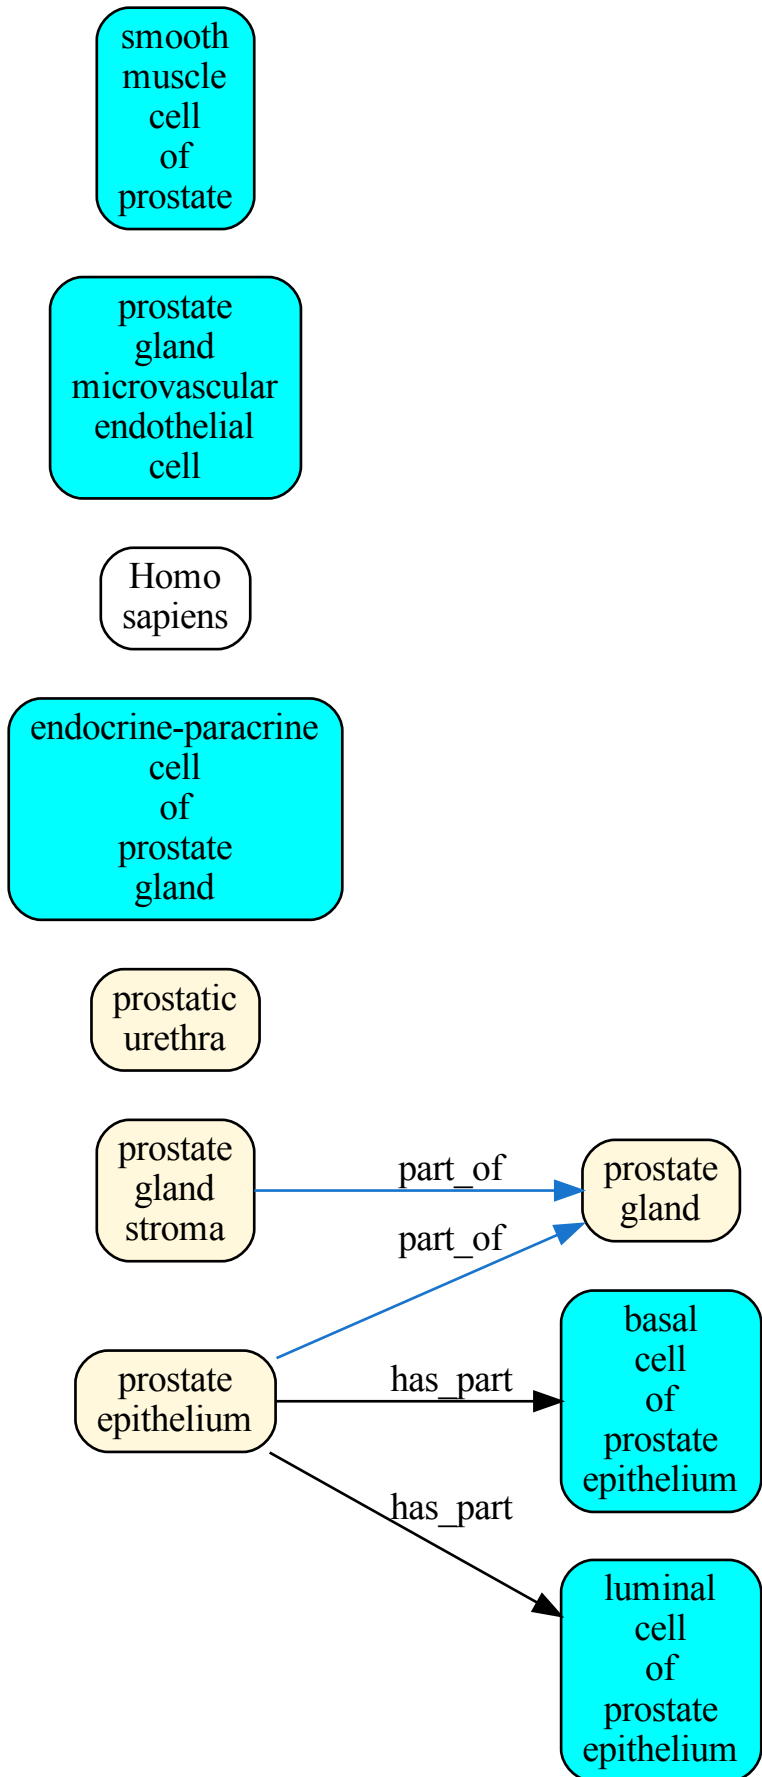 smooth
muscle
cell
of
prostate
prostate
gland
microvascular
endothelial
cell
Homo
sapiens
endocrine-paracrine
cell
of
prostate
gland
prostatic
urethra
prostate
gland
stroma
part_of
prostate
gland
part_of
prostate
epithelium
has_part
basal
cell
of
prostate
epithelium
has_part
luminal
cell
of
prostate
epithelium